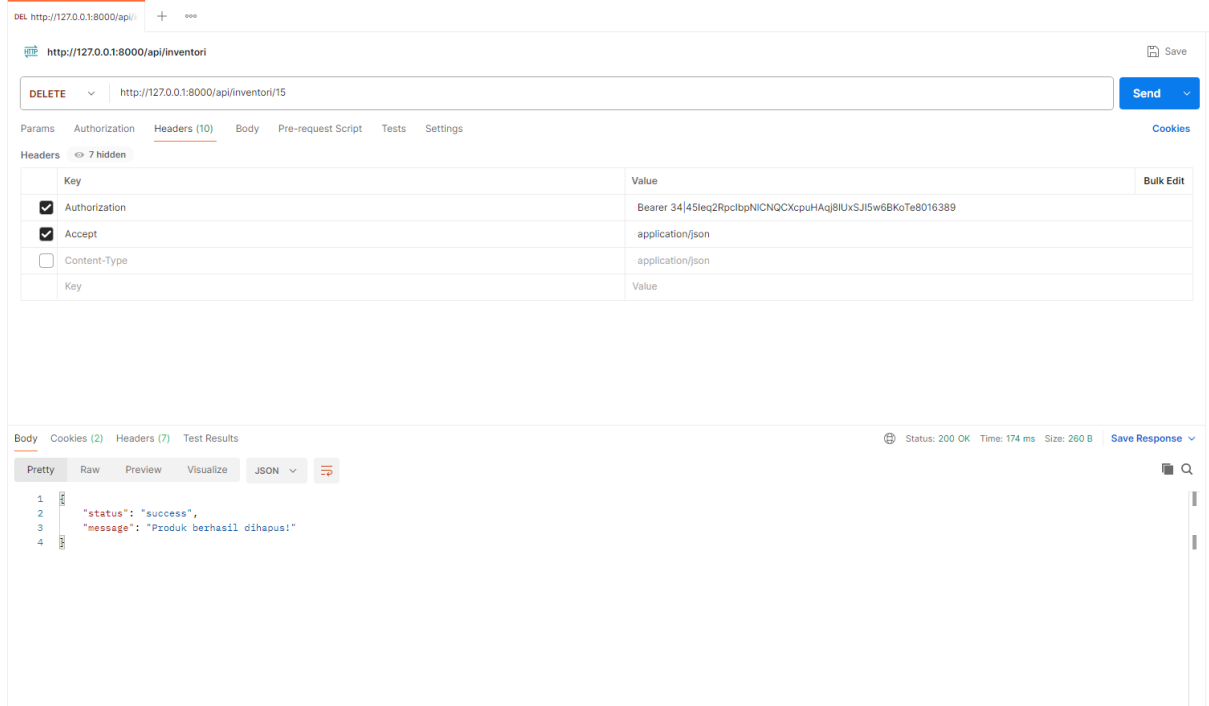 DEL http://127.0.0.1:8000/api/i
HTTP http://127.0.0.1:8000/api/inventori
Save
DELETE http://127.0.0.1:8000/api/inventori/15
Send
Params Authorization Headers (10) Body Pre-request Script Tests Settings
Cookies
Headers 7 hidden
Key Value Bulk Edit
Authorization Bearer 34|45Ieq2RpcIbpNlCNQCXcpuHAqj8lUxSJI5w6BKoTe8016389
Accept application/json
Content-Type application/json
Key Value
Body Cookies (2) Headers (7) Test Results
Status: 200 OK Time: 174 ms Size: 260 B Save Response
Pretty Raw Preview Visualize JSON
1 {
2 "status": "success",
3 "message": "Produk berhasil dihapus!"
4 }